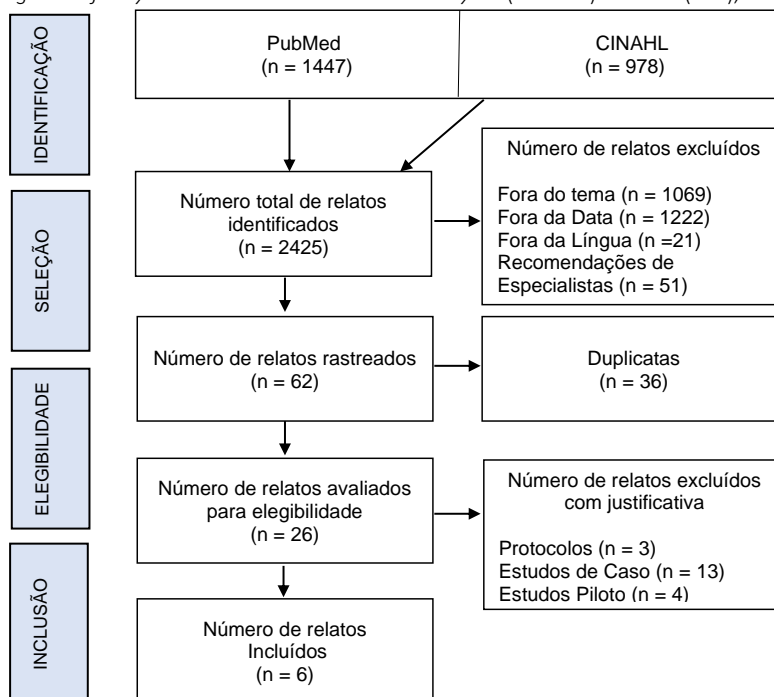 IDENTIFICAÇÃO
PubMed
(n = 1447)
CINAHL
(n = 978)
SELEÇÃO
Número total de relatos
identificados
(n = 2425)
Número de relatos excluídos
Fora do tema (n = 1069)
Fora da Data (n = 1222)
Fora da Língua (n =21)
Recomendações de
Especialistas (n = 51)
Número de relatos rastreados
(n = 62)
Duplicatas
(n = 36)
ELEGIBILIDADE
Número de relatos avaliados
para elegibilidade
(n = 26)
Número de relatos excluídos
com justificativa
Protocolos (n = 3)
Estudos de Caso (n = 13)
Estudos Piloto (n = 4)
INCLUSÃO
Número de relatos
Incluídos
(n = 6)